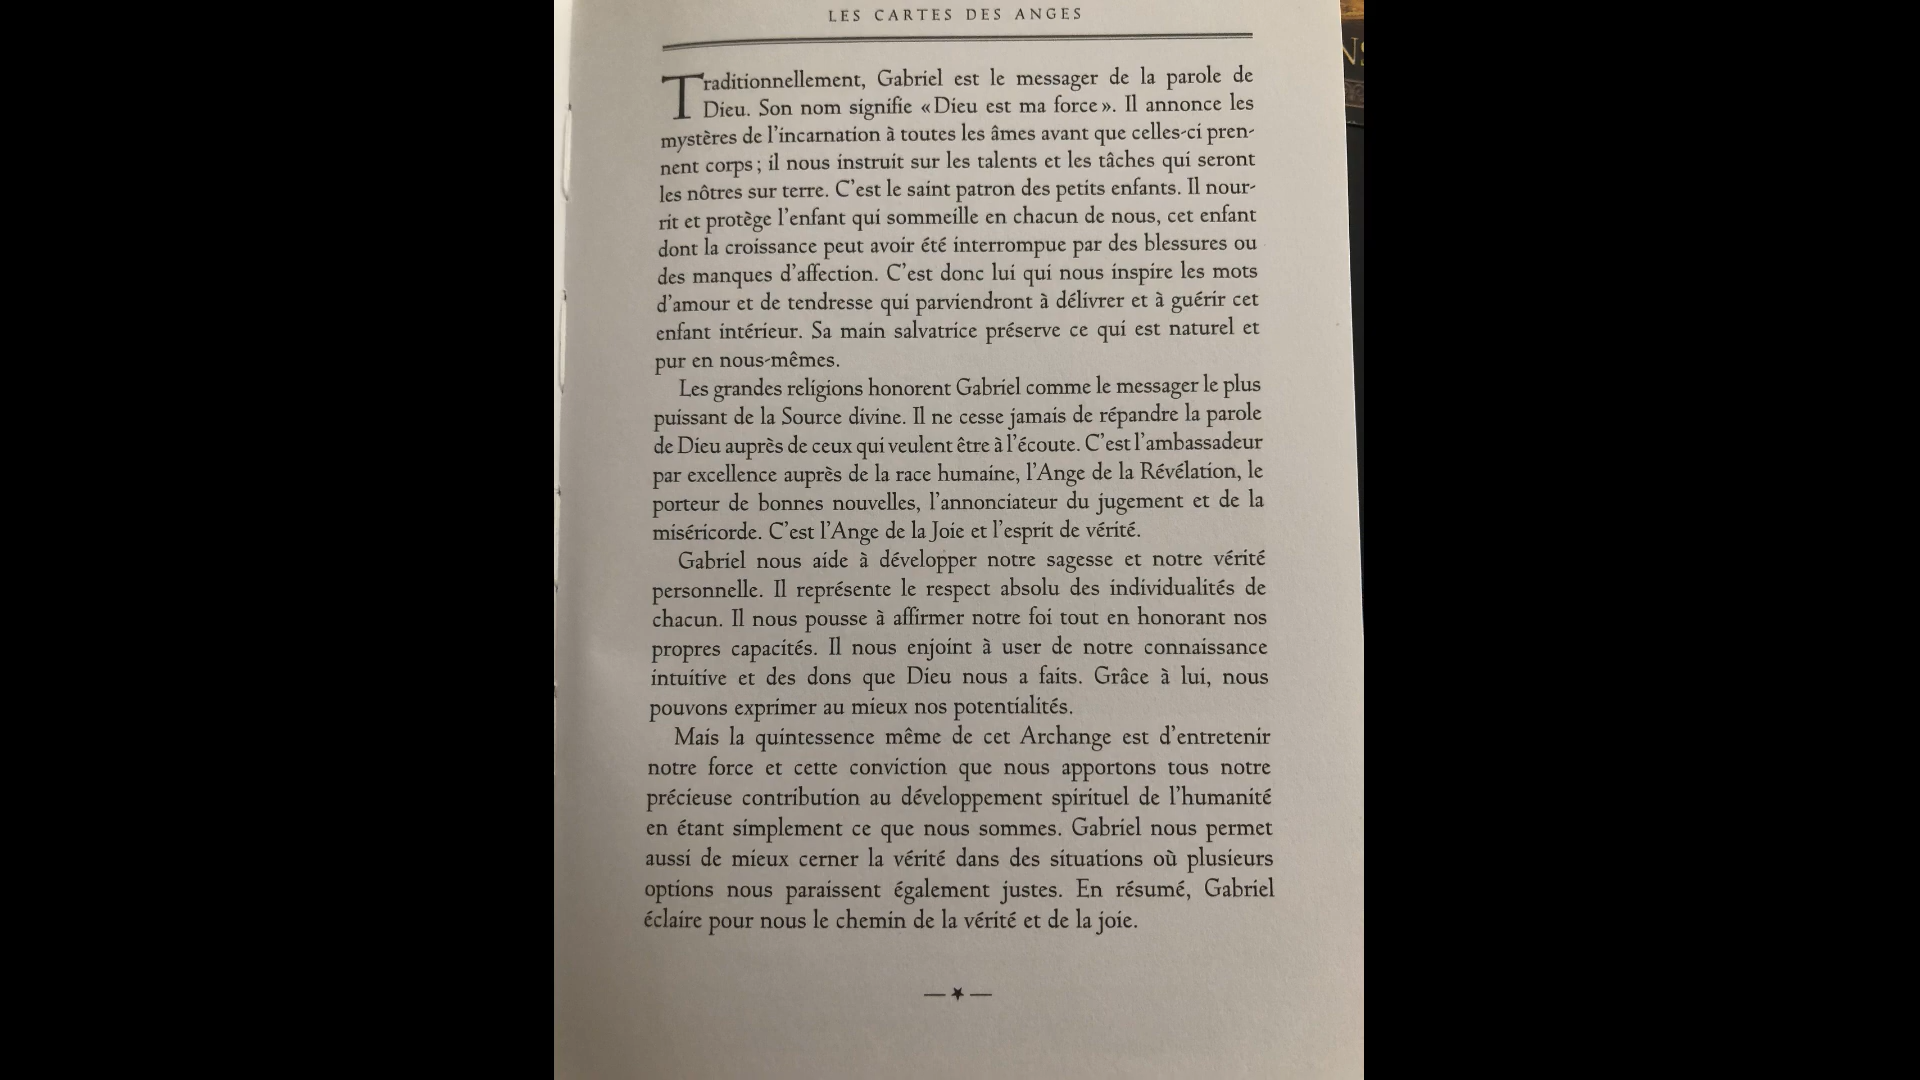 LES CARTES DES ANGES
Traditionnellement, Gabriel est le messager de la parole de
Dieu. Son nom signifie «Dieu est ma force». Il annonce les
mystères de l'incarnation à toutes les âmes avant que celles-ci pren-
nent corps ; il nous instruit sur les talents et les tâches qui seront
les nôtres sur terre. C'est le saint patron des petits enfants. Il nour-
rit et protège l'enfant qui sommeille en chacun de nous, cet enfant
dont la croissance peut avoir été interrompue par des blessures ou
des manques d'affection. C'est donc lui qui nous inspire les mots
d'amour et de tendresse qui parviendront à délivrer et à guérir cet
enfant intérieur. Sa main salvatrice préserve ce qui est naturel et
pur en nous-mêmes.
Les grandes religions honorent Gabriel comme le messager le plus
puissant de la Source divine. Il ne cesse jamais de répandre la parole
de Dieu auprès de ceux qui veulent être à l'écoute. C'est l'ambassadeur
par excellence auprès de la race humaine, l'Ange de la Révélation, le
porteur de bonnes nouvelles, l'annonciateur du jugement et de la
miséricorde. C'est l'Ange de la Joie et l'esprit de vérité.
Gabriel nous aide à développer notre sagesse et notre vérité
personnelle. Il représente le respect absolu des individualités de
chacun. Il nous pousse à affirmer notre foi tout en honorant nos
propres capacités. Il nous enjoint à user de notre connaissance
intuitive et des dons que Dieu nous a faits. Grâce à lui, nous
pouvons exprimer au mieux nos potentialités.
Mais la quintessence même de cet Archange est d'entretenir
notre force et cette conviction que nous apportons tous notre
précieuse contribution au développement spirituel de l'humanité
en étant simplement ce que nous sommes. Gabriel nous permet
aussi de mieux cerner la vérité dans des situations où plusieurs
options nous paraissent également justes. En résumé, Gabriel
éclaire pour nous le chemin de la vérité et de la joie.